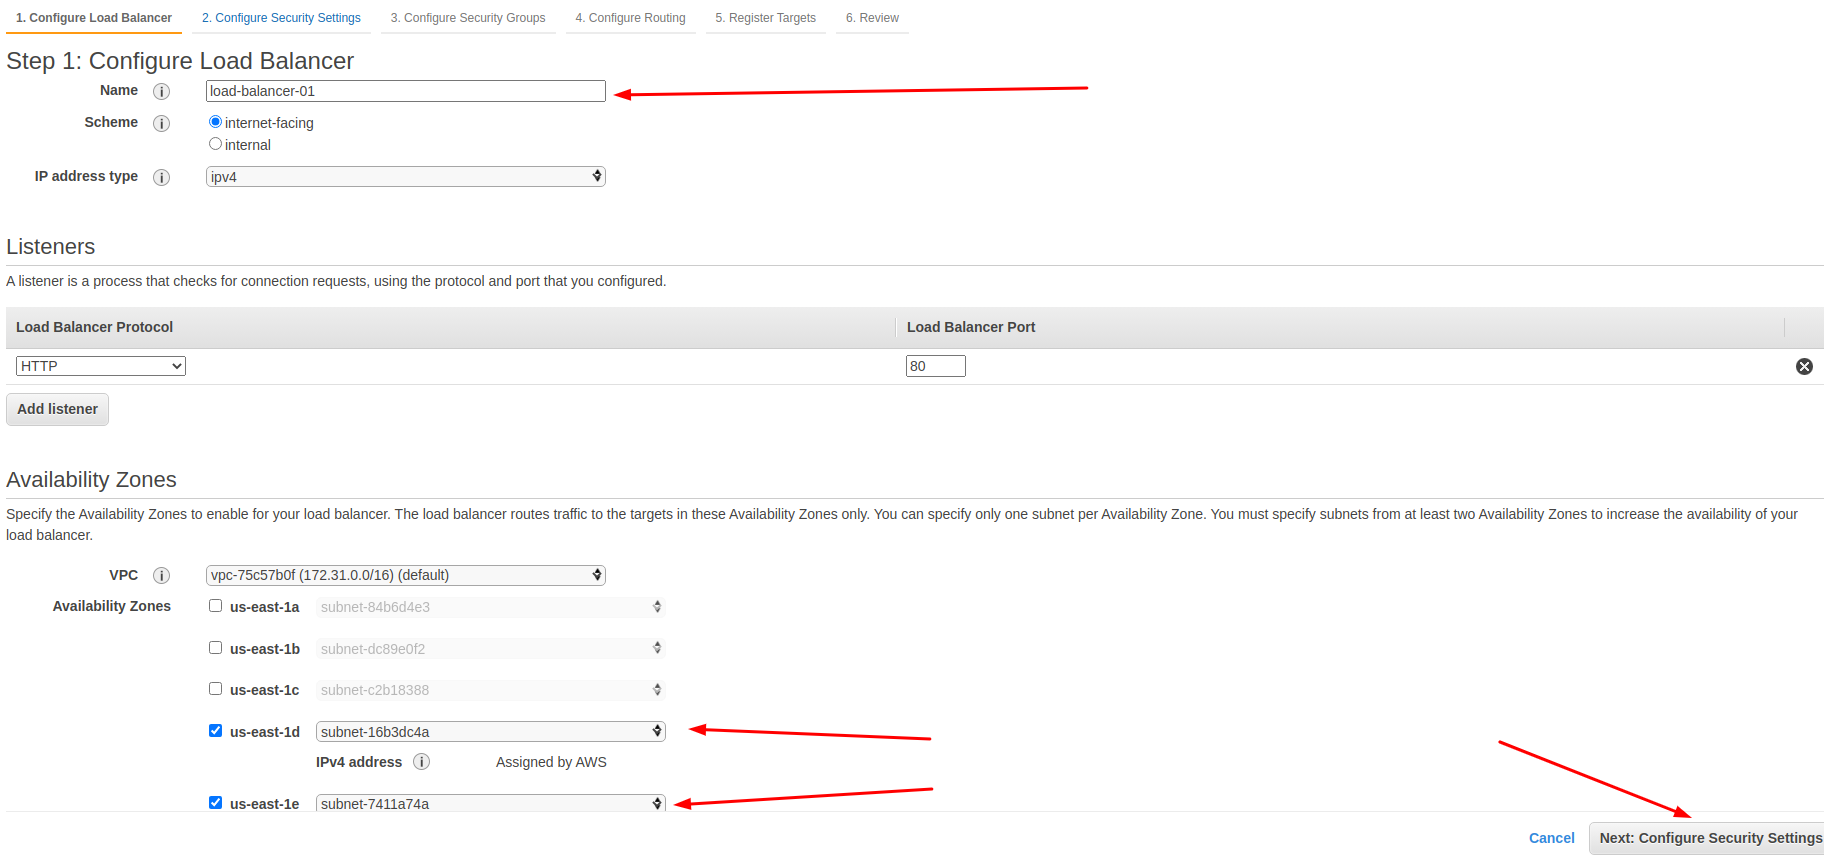 1. Configure Load Balancer 2. Configure Security Settings 3. Configure Security Groups 4. Configure Routing 5. Register Targets 6. Review
Step 1: Configure Load Balancer
Name i load-balancer-01
Scheme i internet-facing
internal
IP address type i ipv4
Listeners
A listener is a process that checks for connection requests, using the protocol and port that you configured.
Load Balancer Protocol Load Balancer Port
HTTP 80
Add listener
Availability Zones
Specify the Availability Zones to enable for your load balancer. The load balancer routes traffic to the targets in these Availability Zones only. You can specify only one subnet per Availability Zone. You must specify subnets from at least two Availability Zones to increase the availability of your
load balancer.
VPC i vpc-75c57b0f (172.31.0.0/16) (default)
Availability Zones us-east-1a subnet-84b6d4e3
us-east-1b subnet-dc89e0f2
us-east-1c subnet-c2b18388
us-east-1d subnet-16b3dc4a
IPv4 address i Assigned by AWS
us-east-1e subnet-7411a74a
Cancel Next: Configure Security Settings